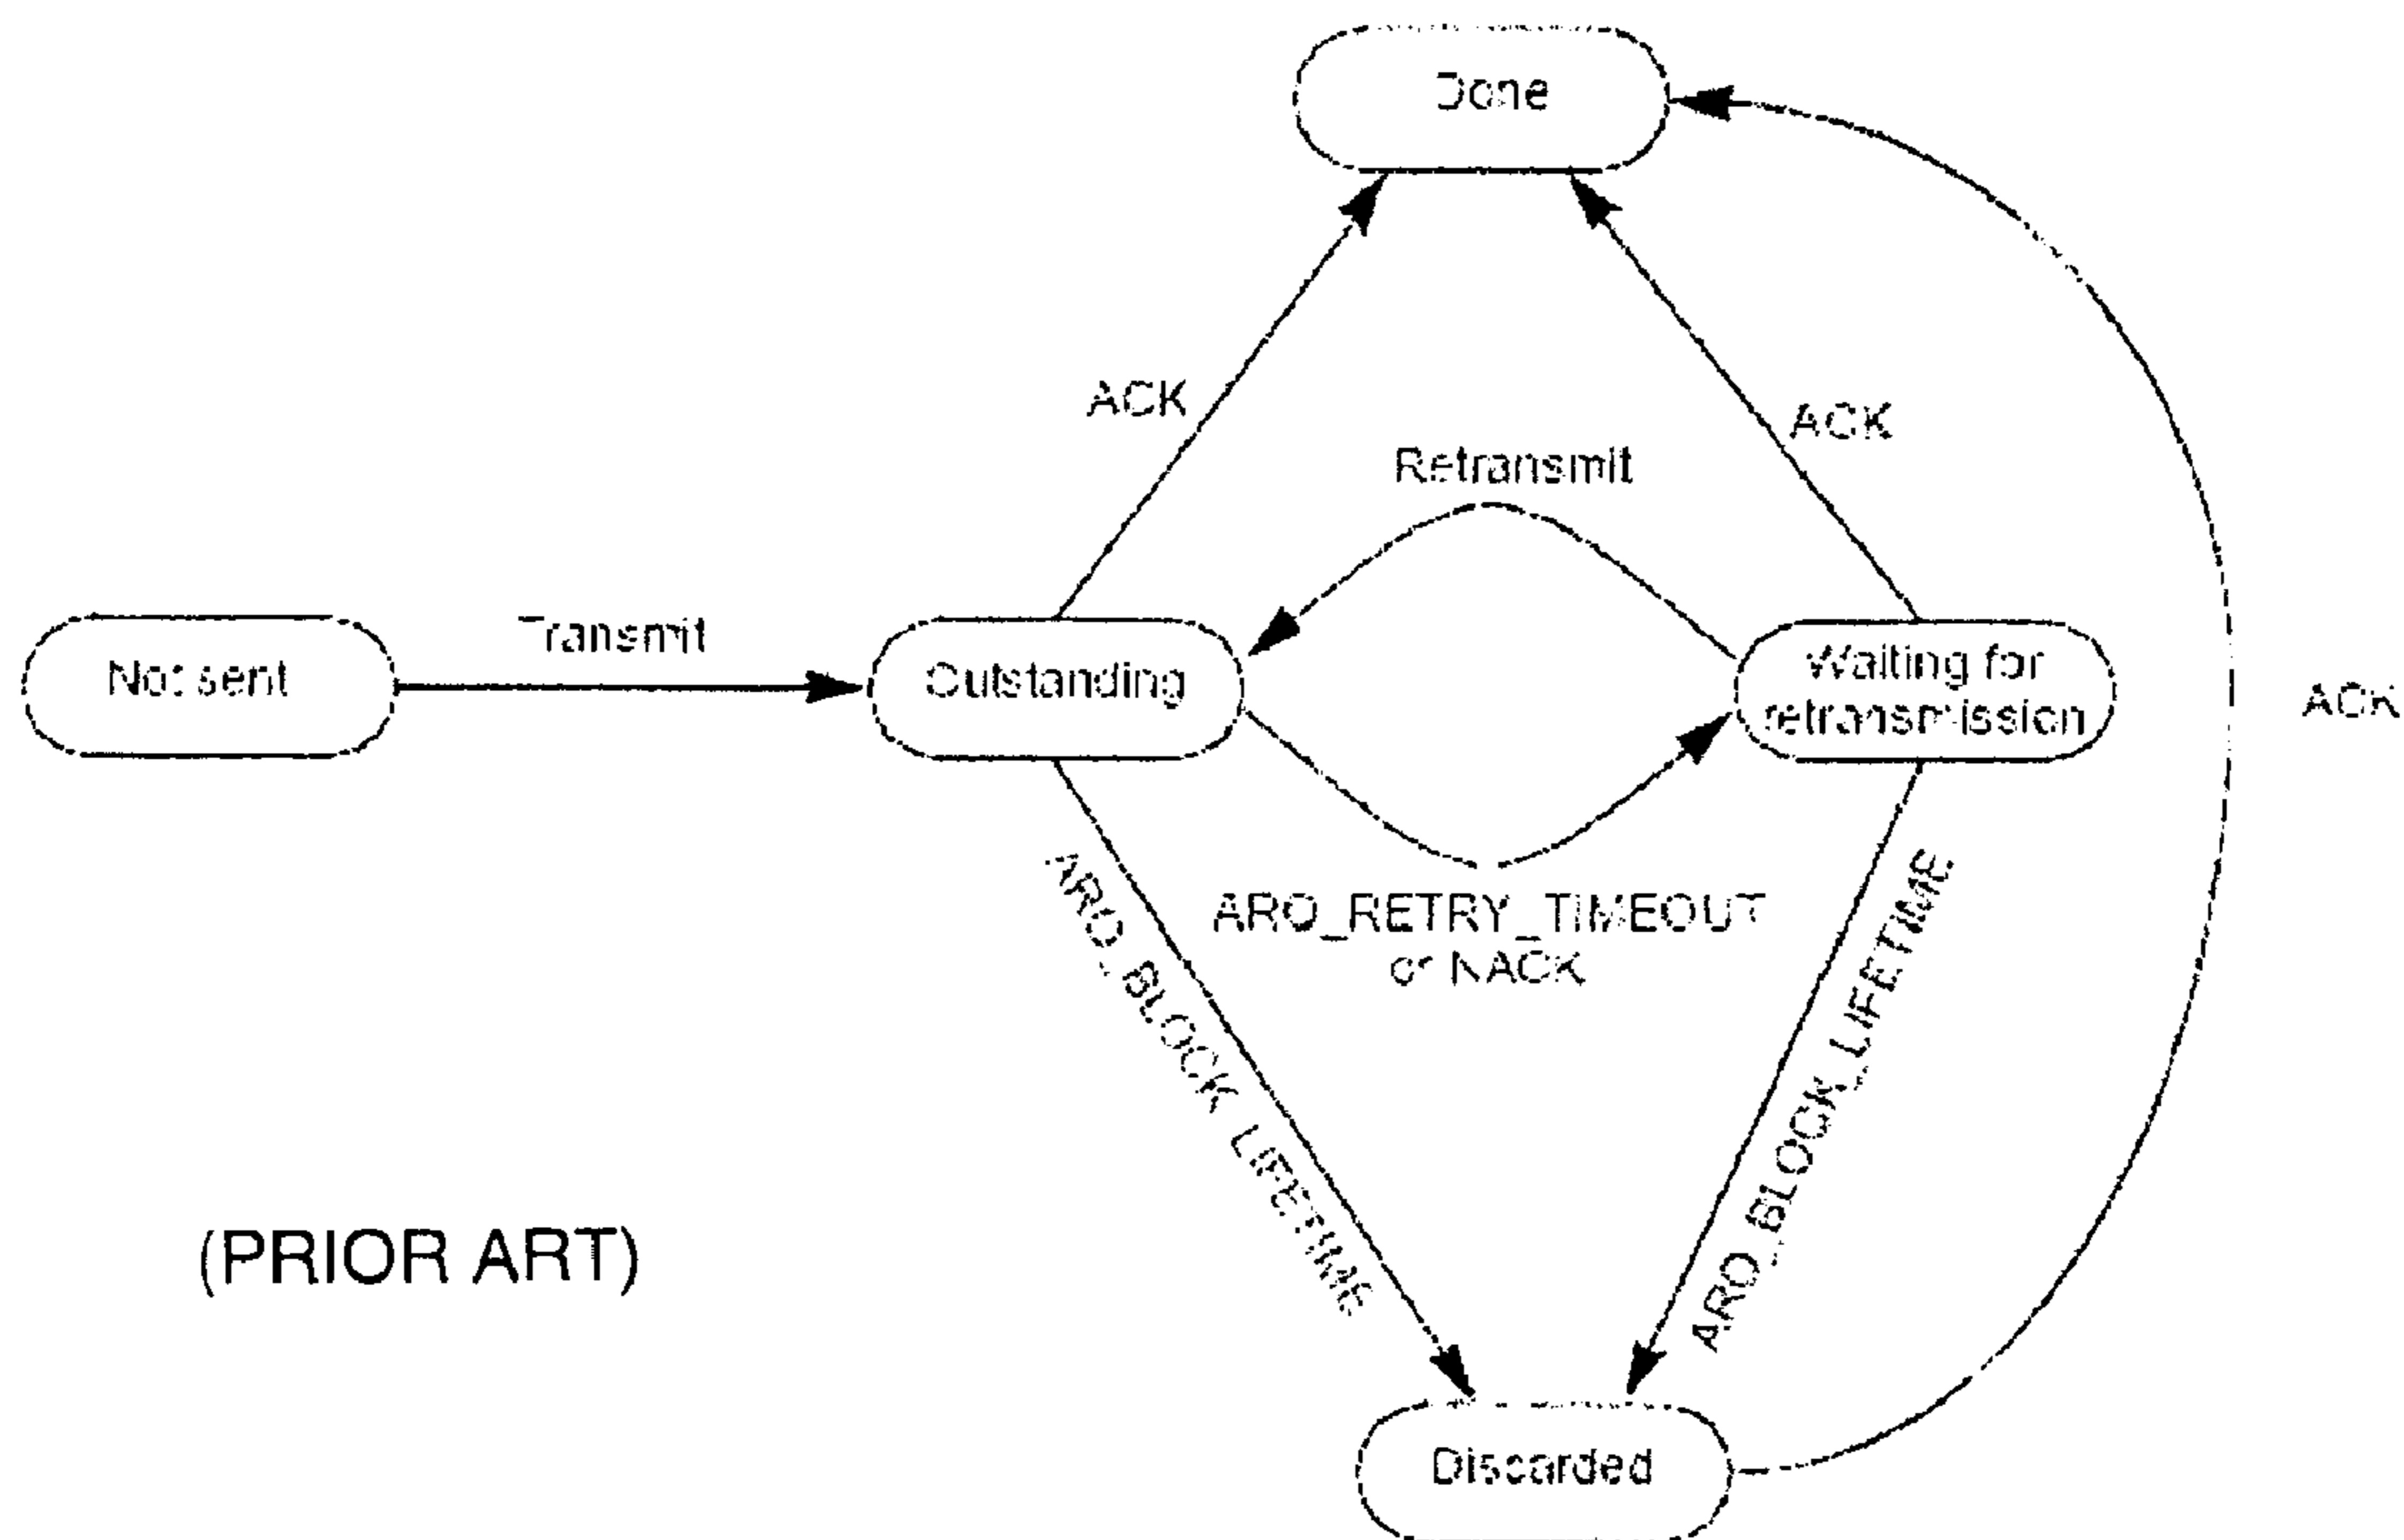 Done
ACK
ACK
Retransmit
Transmit
Not sent
Outstanding
Waiting for
retransmission
ACK
ARQ_RETRY_TIMEOUT
or NACK
ARQ_BLOCK_LIFETIME
ARQ_BLOCK_LIFETIME
(PRIOR ART)
Discarded